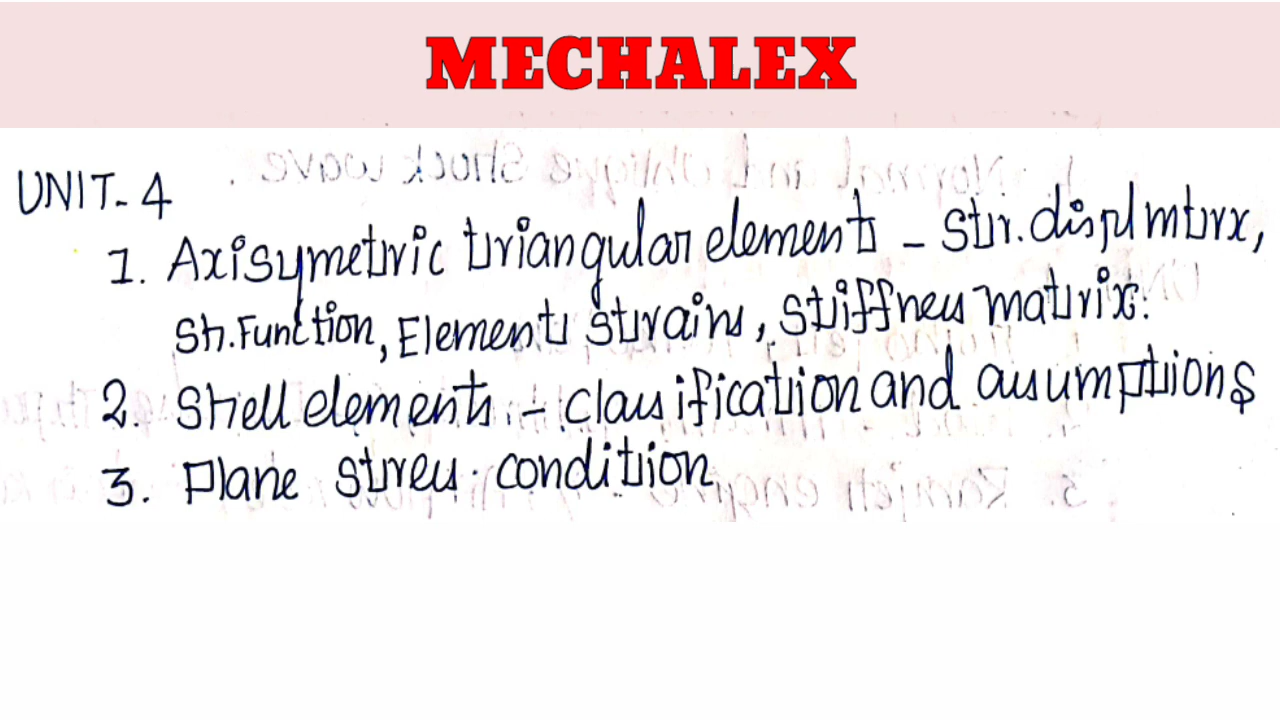 MECHALEX
UNIT-4
1. Axisymetric triangular elements - Str. displ mtrx,
Sh. Function, Elements strains, stiffness matrix.
2. Shell elements - classification and assumptions
3. Plane stress condition